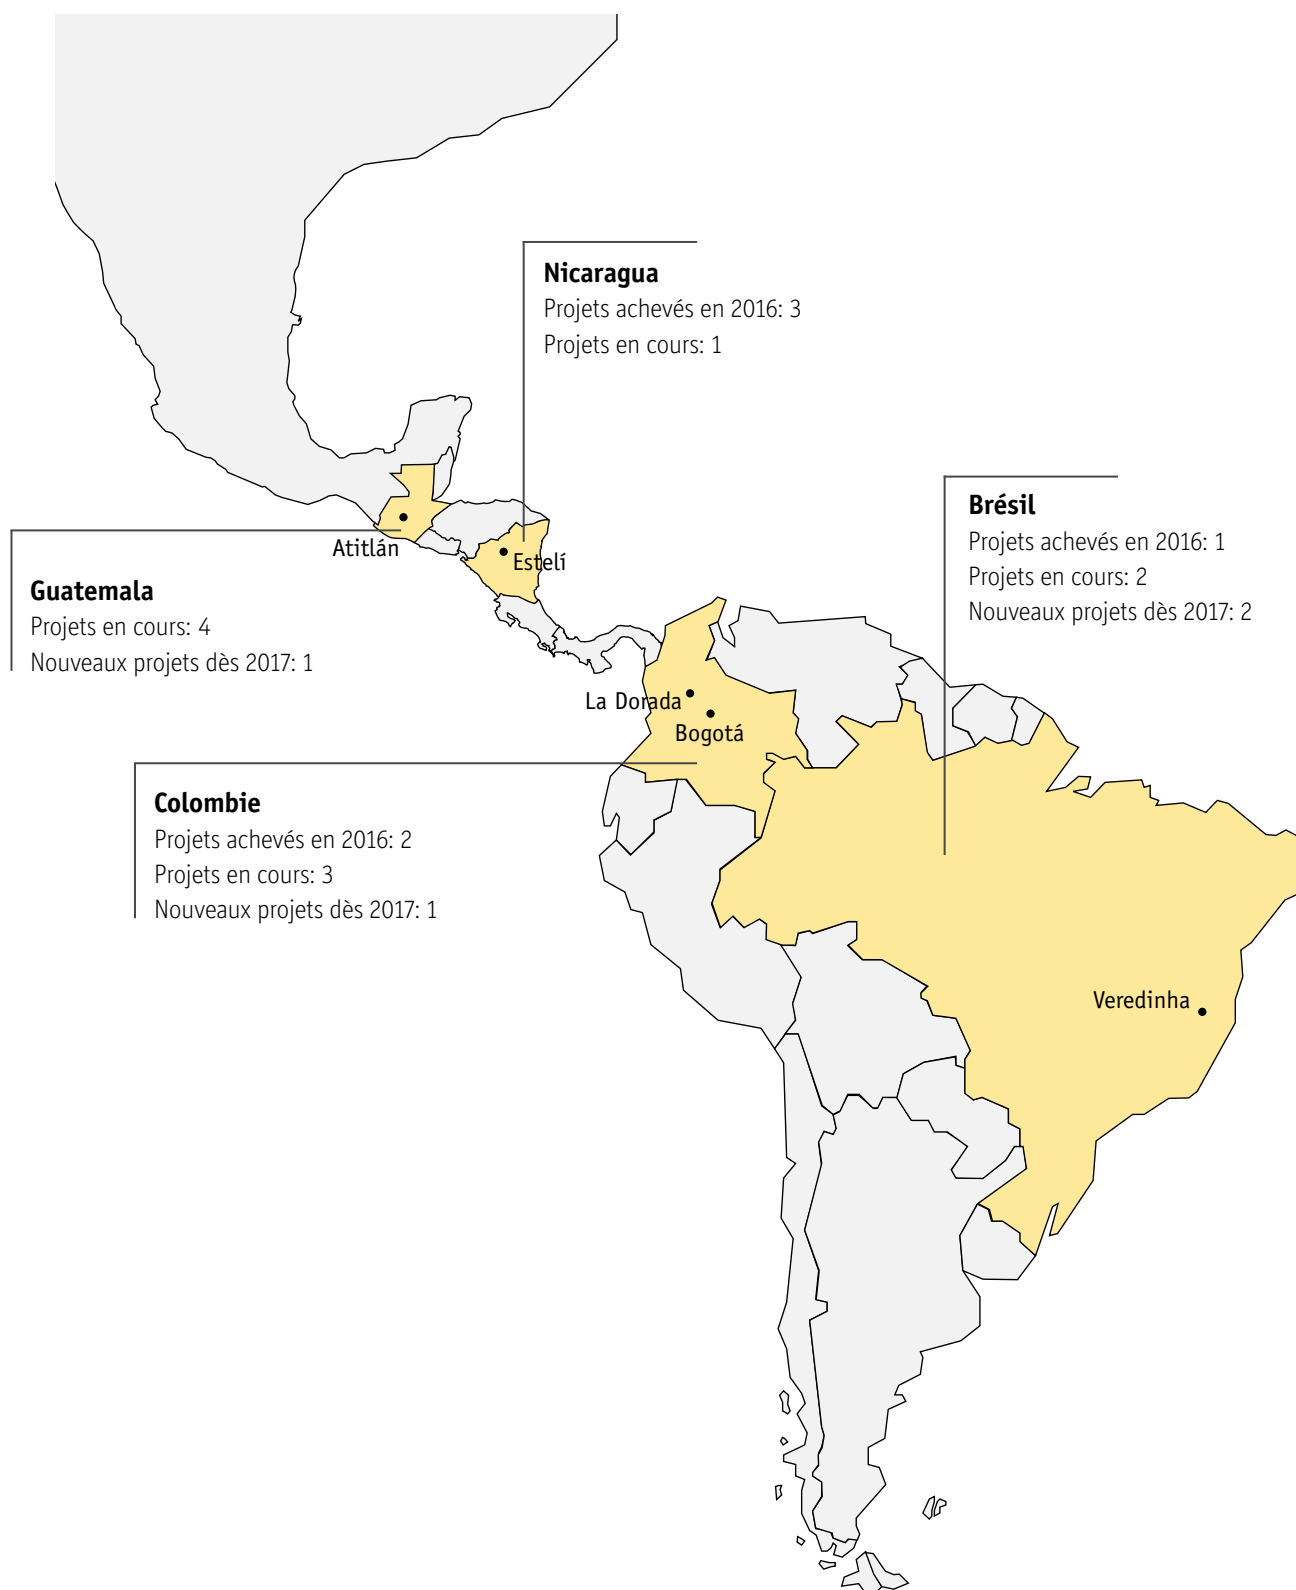 Nicaragua
Projets achevés en 2016: 3
Projets en cours: 1
Brésil
Projets achevés en 2016: 1
Projets en cours: 2
Nouveaux projets dès 2017: 2
Atitlán
Estelí
Guatemala
Projets en cours: 4
Nouveaux projets dès 2017: 1
La Dorada
Bogotá
Colombie
Projets achevés en 2016: 2
Projets en cours: 3
Nouveaux projets dès 2017: 1
Veredinha